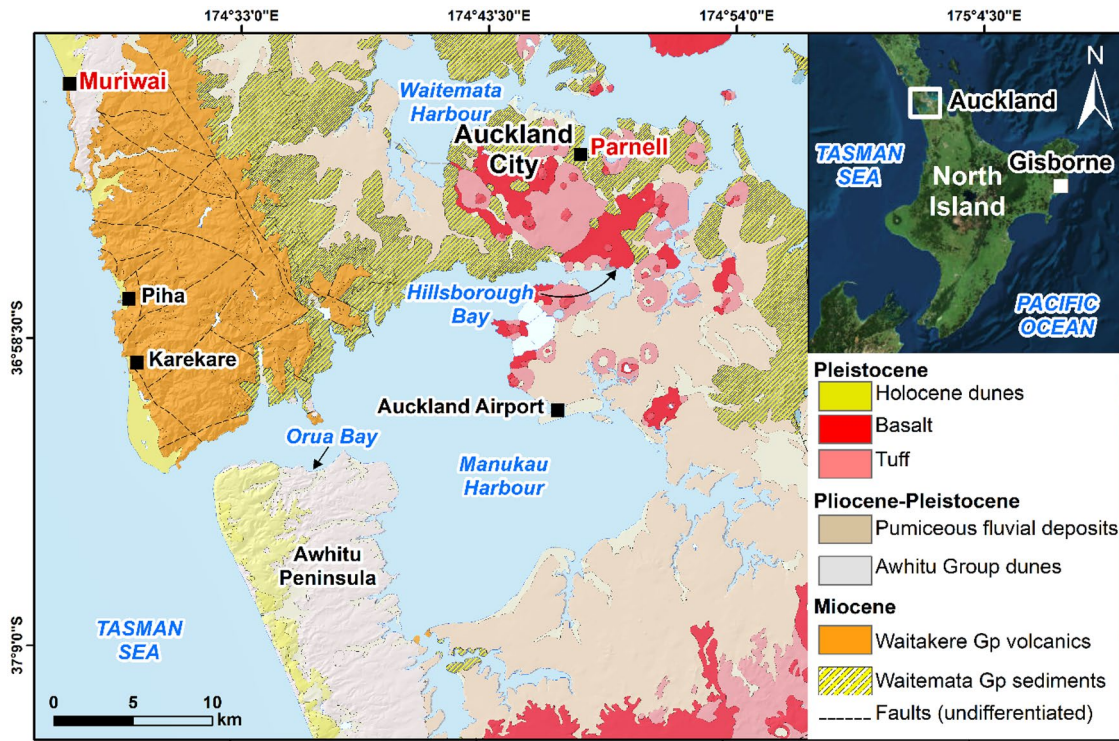 174°33'0"E
174°43'30"E
174°54'0"E
175°4'30"E
36°58'30"S
37°9'0"S
Muriwai
Waitemata
Harbour
Auckland
City
Parnell
Piha
Karekare
Hillsborough
Bay
Auckland Airport
Orua Bay
Manukau
Harbour
Awhitu
Peninsula
TASMAN
SEA
0 5 10
km
N
Auckland
TASMAN
SEA
Gisborne
North
Island
PACIFIC
OCEAN
Pleistocene
Holocene dunes
Basalt
Tuff
Pliocene-Pleistocene
Pumiceous fluvial deposits
Awhitu Group dunes
Miocene
Waitakere Gp volcanics
Waitemata Gp sediments
Faults (undifferentiated)